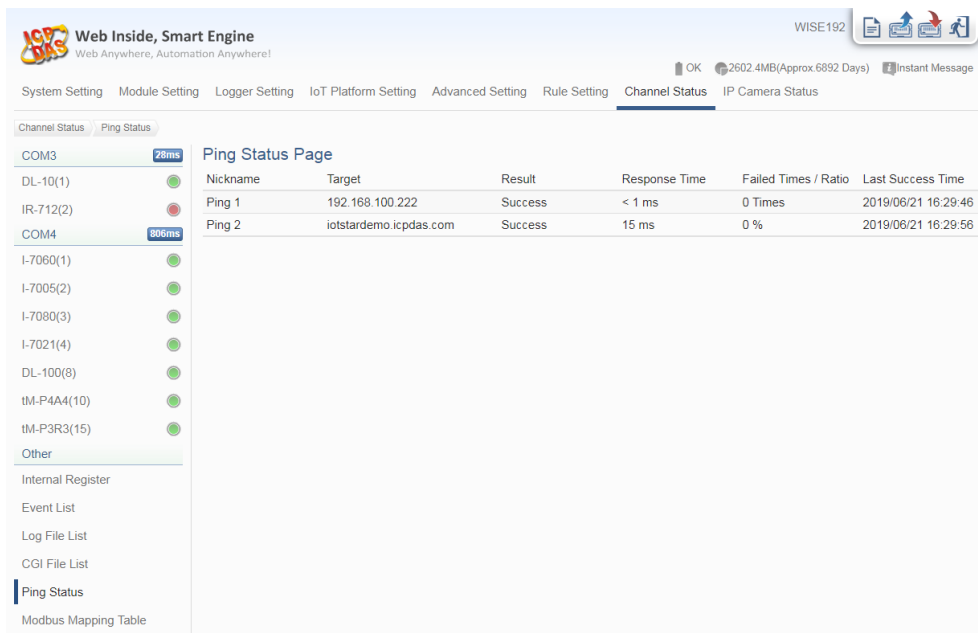 ICP DAS
Web Inside, Smart Engine
Web Anywhere, Automation Anywhere!
WISE192
OK 2602.4MB(Approx.6892 Days) Instant Message
System Setting Module Setting Logger Setting IoT Platform Setting Advanced Setting Rule Setting Channel Status IP Camera Status
Channel Status Ping Status
COM3 28ms
DL-10(1)
IR-712(2)
COM4 806ms
I-7060(1)
I-7005(2)
I-7080(3)
I-7021(4)
DL-100(8)
tM-P4A4(10)
tM-P3R3(15)
Other
Internal Register
Event List
Log File List
CGI File List
Ping Status
Modbus Mapping Table
Ping Status Page
Nickname Target Result Response Time Failed Times / Ratio Last Success Time
Ping 1 192.168.100.222 Success < 1 ms 0 Times 2019/06/21 16:29:46
Ping 2 iotstardemo.icpdas.com Success 15 ms 0 % 2019/06/21 16:29:56